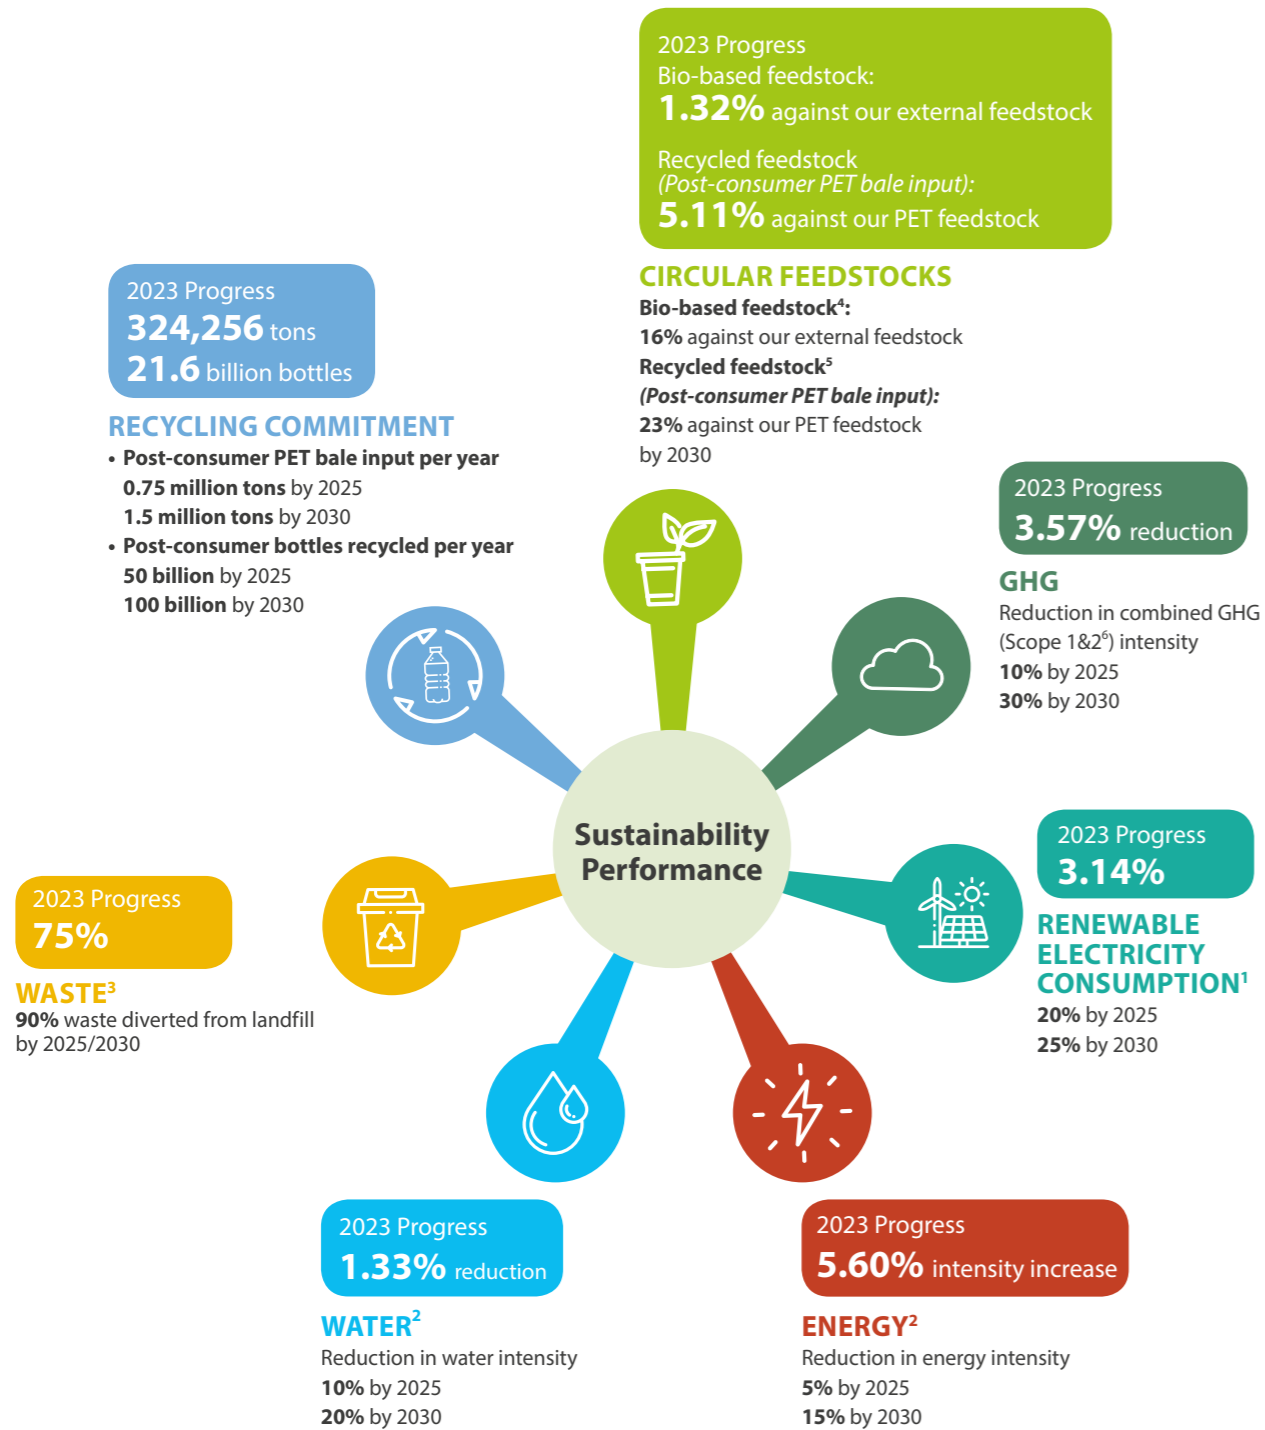 2023 Progress
Bio-based feedstock:
1.32% against our external feedstock
Recycled feedstock
(Post-consumer PET bale input):
5.11% against our PET feedstock
CIRCULAR FEEDSTOCKS
Bio-based feedstock⁴:
16% against our external feedstock
Recycled feedstock⁵
(Post-consumer PET bale input):
23% against our PET feedstock
by 2030
2023 Progress
324,256 tons
21.6 billion bottles
RECYCLING COMMITMENT
• Post-consumer PET bale input per year
0.75 million tons by 2025
1.5 million tons by 2030
• Post-consumer bottles recycled per year
50 billion by 2025
100 billion by 2030
2023 Progress
3.57% reduction
GHG
Reduction in combined GHG
(Scope 1&2⁶) intensity
10% by 2025
30% by 2030
Sustainability
Performance
2023 Progress
3.14%
RENEWABLE
ELECTRICITY
CONSUMPTION¹
20% by 2025
25% by 2030
2023 Progress
75%
WASTE³
90% waste diverted from landfill
by 2025/2030
2023 Progress
1.33% reduction
WATER²
Reduction in water intensity
10% by 2025
20% by 2030
2023 Progress
5.60% intensity increase
ENERGY²
Reduction in energy intensity
5% by 2025
15% by 2030